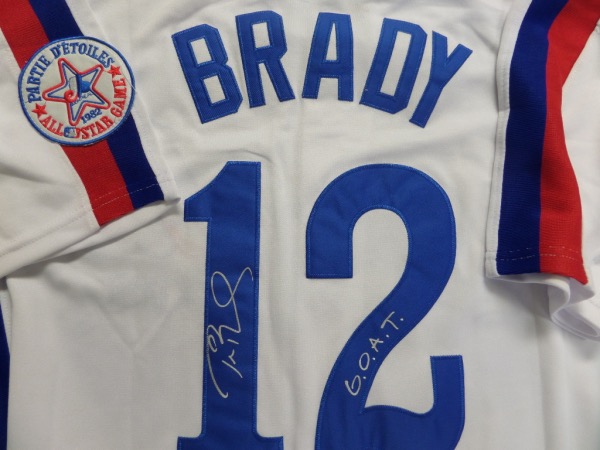 PARTIE D'ETOILES
ALL STAR GAME
1982
BRADY
12
G.O.A.T.